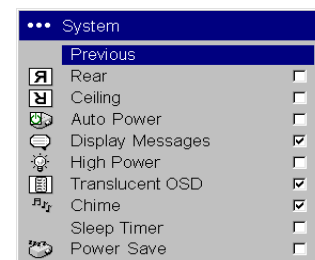 ••• System
Previous
Rear
Ceiling
Auto Power
Display Messages
High Power
Translucent OSD
Chime
Sleep Timer
Power Save